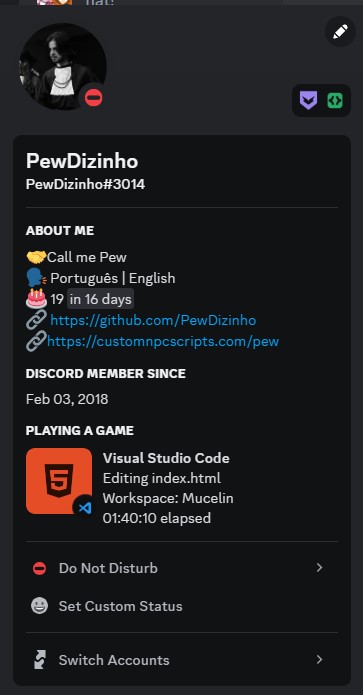 PewDizinho
PewDizinho#3014
ABOUT ME
🤝Call me Pew
🗣️ Português | English
🎂 19 in 16 days
🔗 https://github.com/PewDizinho
🔗https://customnpcscripts.com/pew
DISCORD MEMBER SINCE
Feb 03, 2018
PLAYING A GAME
Visual Studio Code
Editing index.html
Workspace: Mucelin
01:40:10 elapsed
Do Not Disturb
Set Custom Status
Switch Accounts